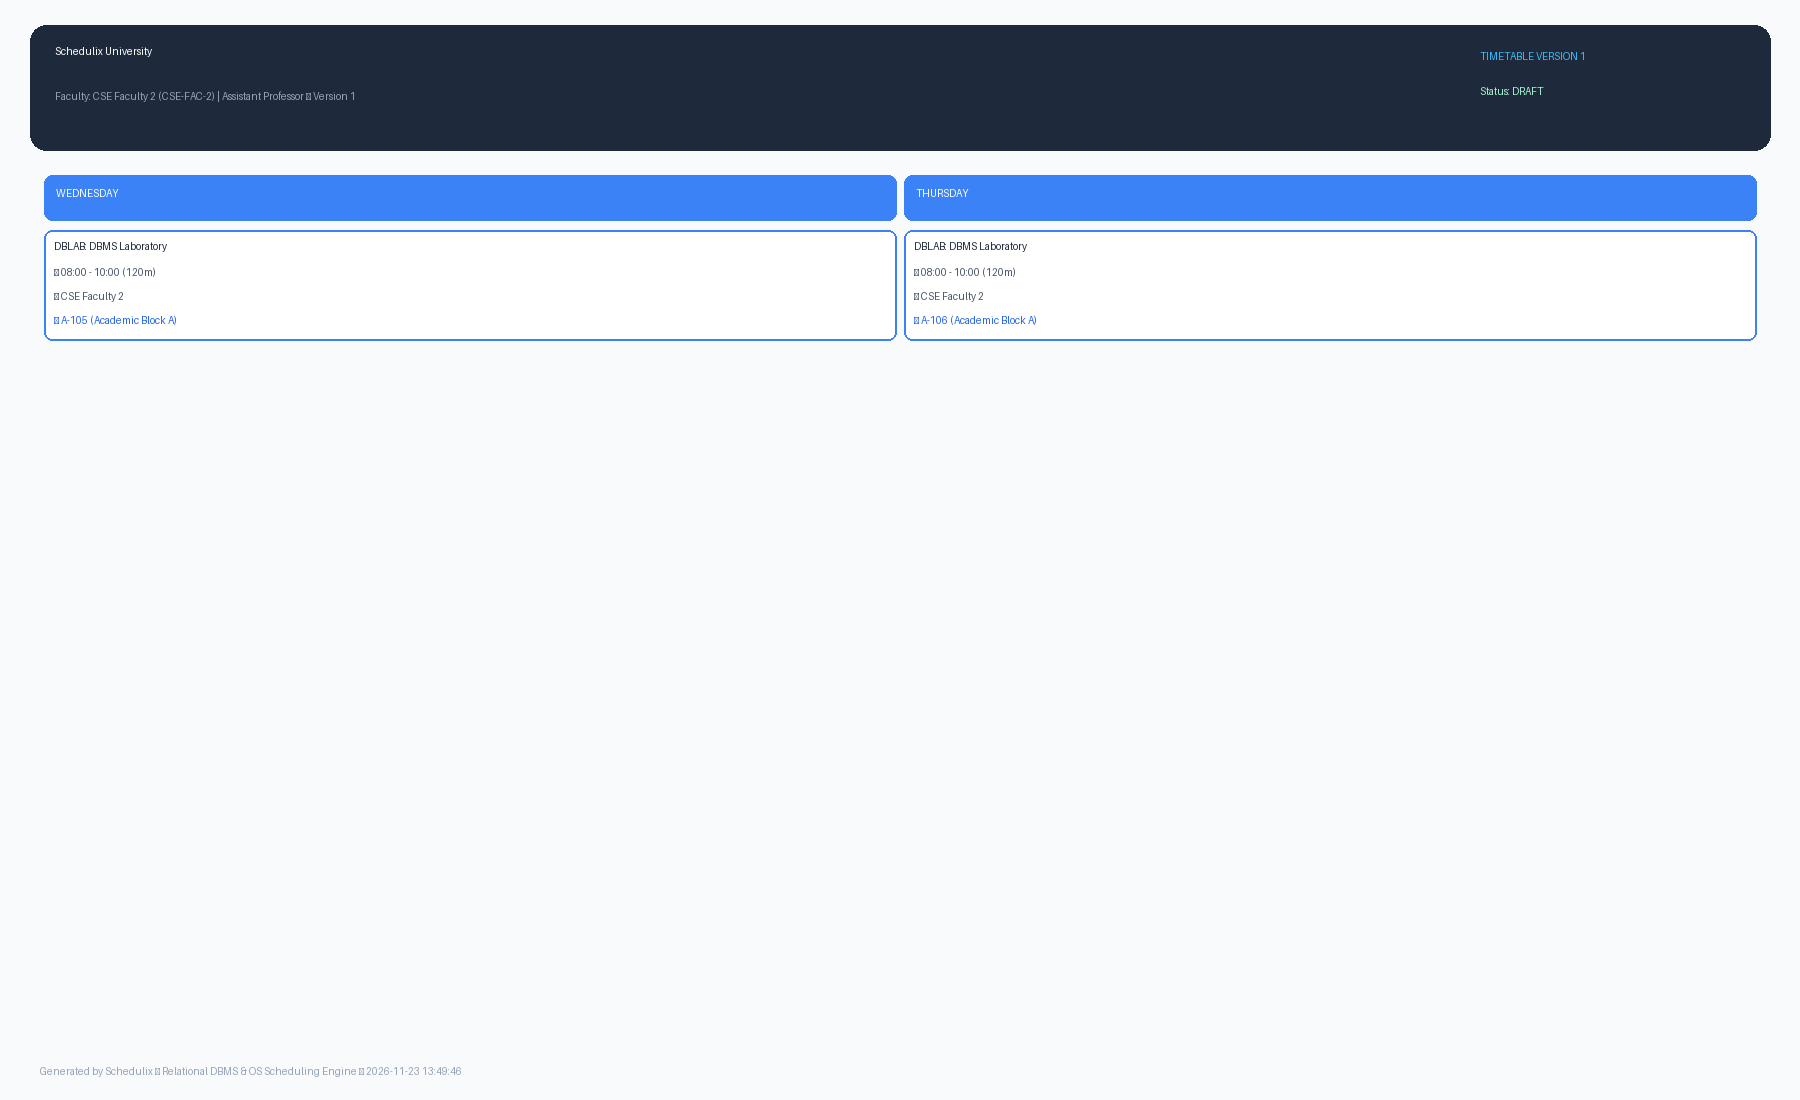 Schedulix University
TIMETABLE VERSION 1
Faculty: CSE Faculty 2 (CSE-FAC-2) | Assistant Professor Version 1
Status: DRAFT
WEDNESDAY
THURSDAY
DBLAB: DBMS Laboratory
08:00 - 10:00 (120m)
CSE Faculty 2
A-105 (Academic Block A)
DBLAB: DBMS Laboratory
08:00 - 10:00 (120m)
CSE Faculty 2
A-106 (Academic Block A)
Generated by Schedulix Relational DBMS & OS Scheduling Engine 2026-11-23 13:49:46